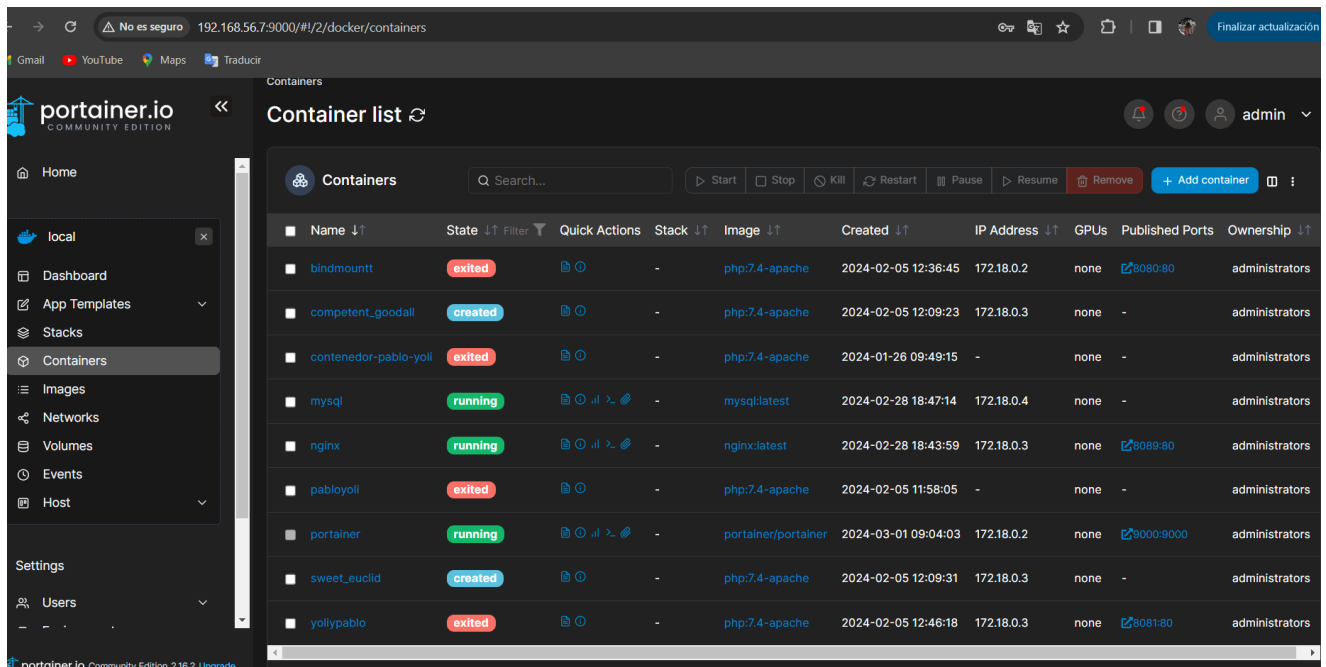 No es seguro 192.168.56.7:9000/#!/2/docker/containers Finalizar actualización
Gmail YouTube Maps Traducir
portainer.io
COMMUNITY EDITION
Home
local
Dashboard
App Templates
Stacks
Containers
Images
Networks
Volumes
Events
Host
Settings
Users
portainer.io Community Edition 2.16.2 Upgrade
Containers
Container list admin
Containers Search... Start Stop Kill Restart Pause Resume Remove + Add container
Name State Filter Quick Actions Stack Image Created IP Address GPUs Published Ports Ownership
bindmountt exited - php:7.4-apache 2024-02-05 12:36:45 172.18.0.2 none 8080:80 administrators
competent_goodall created - php:7.4-apache 2024-02-05 12:09:23 172.18.0.3 none - administrators
contenedor-pablo-yoli exited - php:7.4-apache 2024-01-26 09:49:15 - none - administrators
mysql running - mysql:latest 2024-02-28 18:47:14 172.18.0.4 none - administrators
nginx running - nginx:latest 2024-02-28 18:43:59 172.18.0.3 none 8089:80 administrators
pabloyoli exited - php:7.4-apache 2024-02-05 11:58:05 - none - administrators
portainer running - portainer/portainer 2024-03-01 09:04:03 172.18.0.2 none 9000:9000 administrators
sweet_euclid created - php:7.4-apache 2024-02-05 12:09:31 172.18.0.3 none - administrators
yoliypablo exited - php:7.4-apache 2024-02-05 12:46:18 172.18.0.3 none 8081:80 administrators